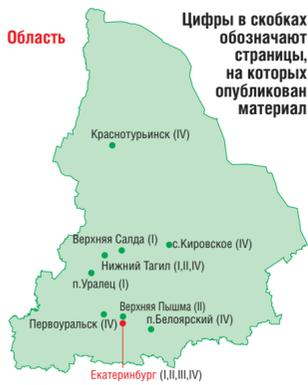 Область
Цифры в скобках
обозначают
страницы,
на которых
опубликован
материал
Краснотурьинск (IV)
Верхняя Салда (I)
с.Кировское (IV)
Нижний Тагил (I,II,IV)
п.Уралец (I)
Верхняя Пышма (II)
Первоуральск (IV)
п.Белоярский (IV)
Екатеринбург (I,II,III,IV)